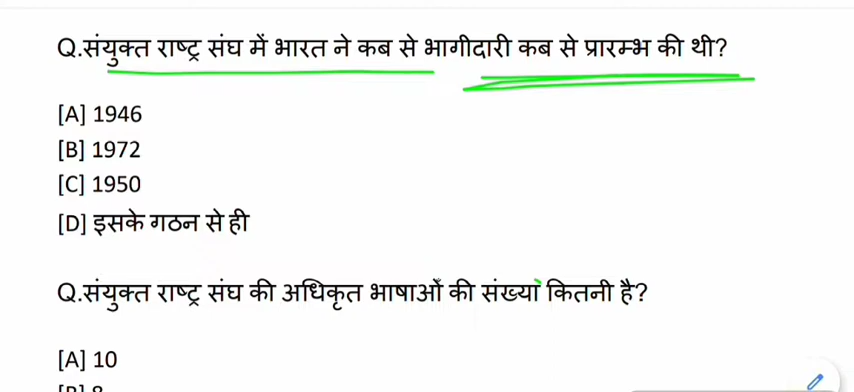 Q.संयुक्त राष्ट्र संघ में भारत ने कब से भागीदारी कब से प्रारम्भ की थी?
[A] 1946
[B] 1972
[C] 1950
[D] इसके गठन से ही
Q.संयुक्त राष्ट्र संघ की अधिकृत भाषाओं की संख्या कितनी है?
[A] 10